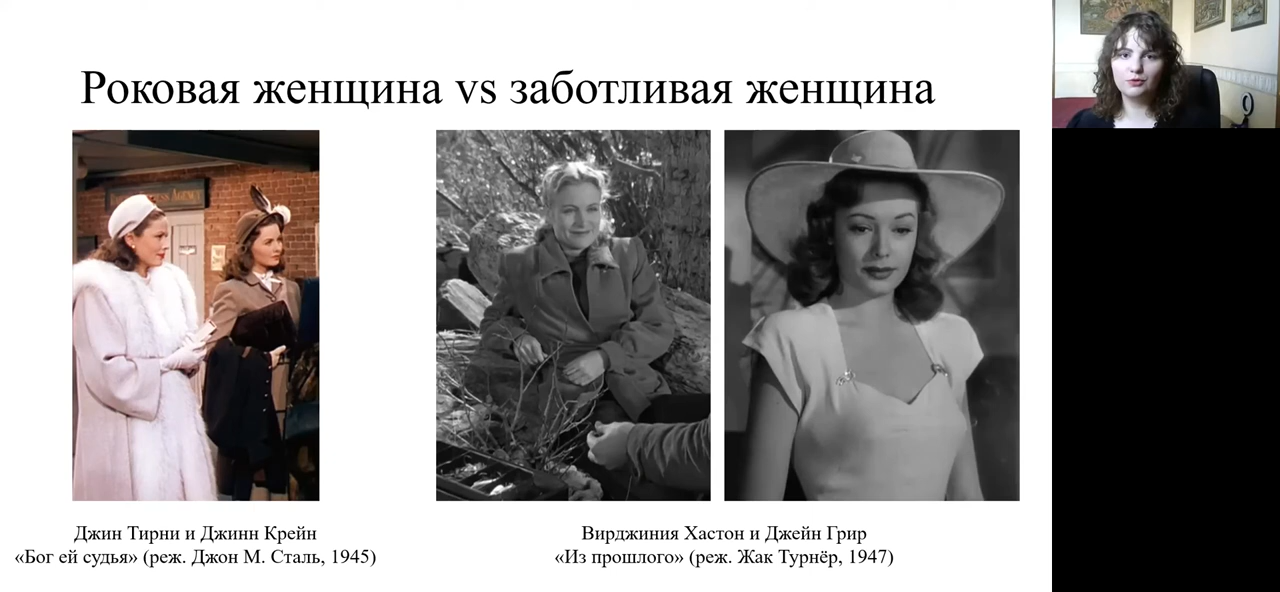 Роковая женщина vs заботливая женщина
AGENCY
Джин Тирни и Джинн Крейн
«Бог ей судья» (реж. Джон М. Сталь, 1945)
Вирджиния Хастон и Джейн Грир
«Из прошлого» (реж. Жак Турнёр, 1947)